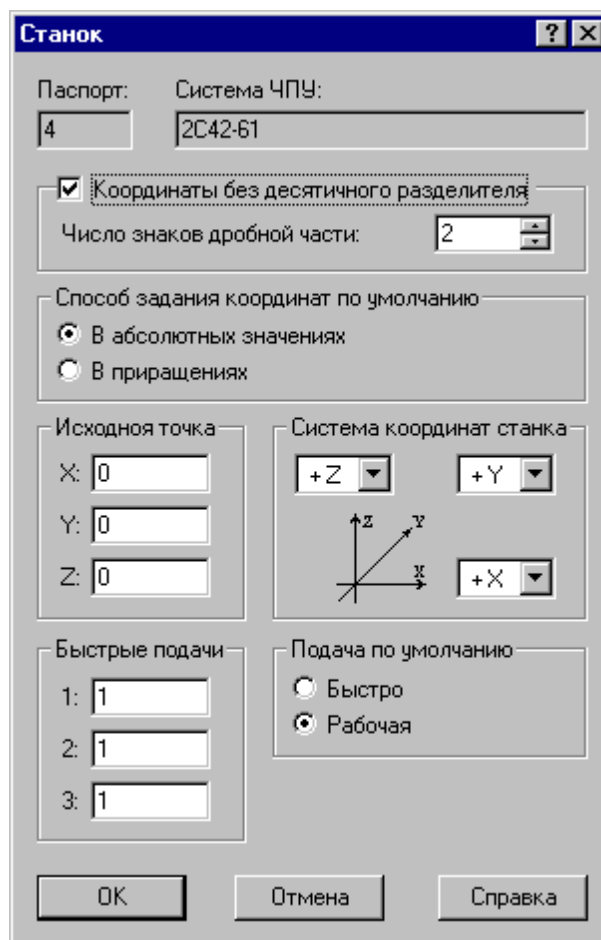 Станок
Паспорт: Система ЧПУ:
4 2С42-61
Координаты без десятичного разделителя
Число знаков дробной части: 2
Способ задания координат по умолчанию
В абсолютных значениях
В приращениях
Исходная точка
X: 0
Y: 0
Z: 0
Система координат станка
+Z +Y
Z Y
X +X
Быстрые подачи
1: 1
2: 1
3: 1
Подача по умолчанию
Быстро
Рабочая
OK Отмена Справка